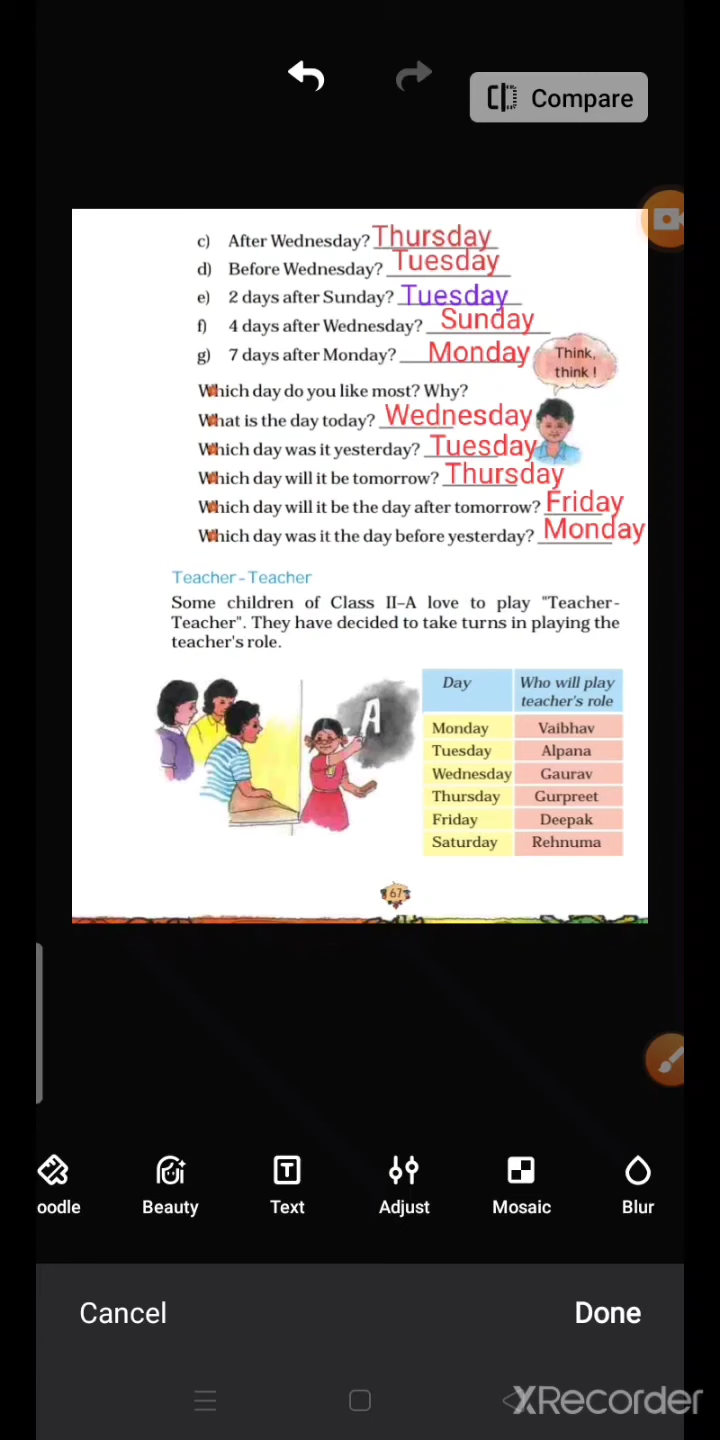 Compare
c) After Wednesday? Thursday
d) Before Wednesday? Tuesday
e) 2 days after Sunday? Tuesday
f) 4 days after Wednesday? Sunday
g) 7 days after Monday? Monday
Think,
think !
Which day do you like most? Why?
What is the day today? Wednesday
Which day was it yesterday? Tuesday
Which day will it be tomorrow? Thursday
Which day will it be the day after tomorrow? Friday
Which day was it the day before yesterday? Monday
Teacher - Teacher
Some children of Class II-A love to play "Teacher-
Teacher". They have decided to take turns in playing the
teacher's role.
A
Day Who will play
teacher's role
Monday Vaibhav
Tuesday Alpana
Wednesday Gaurav
Thursday Gurpreet
Friday Deepak
Saturday Rehnuma
67
oodle Beauty Text Adjust Mosaic Blur
Cancel Done
XRecorder